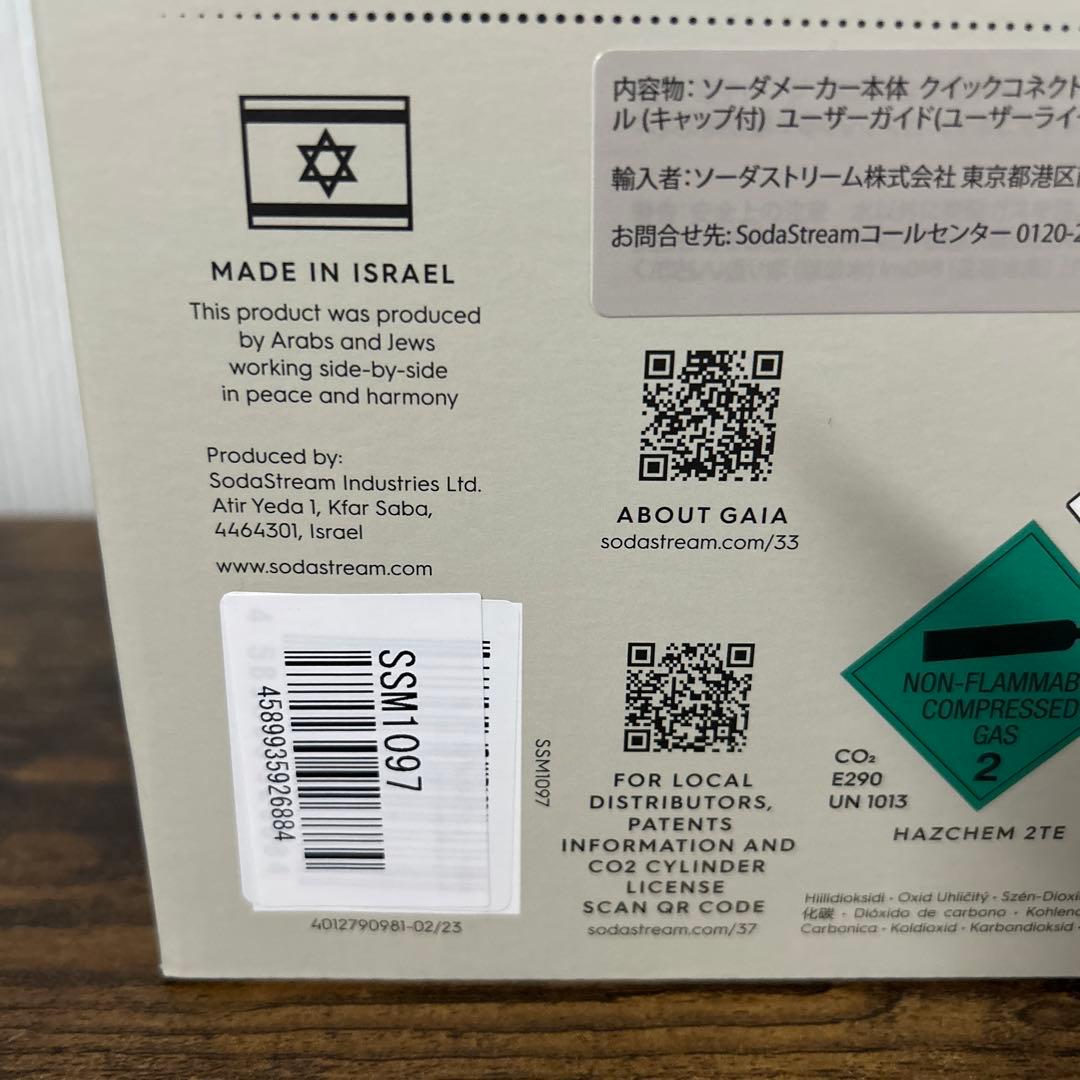 MADE IN ISRAEL
This product was produced
by Arabs and Jews
working side-by-side
in peace and harmony
Produced by:
SodaStream Industries Ltd.
Atir Yeda 1, Kfar Saba,
4464301, Israel
www.sodastream.com
SSM1097
4589935926884
SSM1097
4012790981-02/23
内容物：ソーダメーカー本体 クイックコネクト
ル (キャップ付) ユーザーガイド(ユーザーライ
輸入者：ソーダストリーム株式会社 東京都港区
お問合せ先: SodaStreamコールセンター 0120-2
ABOUT GAIA
sodastream.com/33
FOR LOCAL
DISTRIBUTORS,
PATENTS
INFORMATION AND
CO2 CYLINDER
LICENSE
SCAN QR CODE
sodastream.com/37
NON-FLAMMAB
COMPRESSED
GAS
2
CO₂
E290
UN 1013
HAZCHEM 2TE
Hiilidioksidi • Oxid Uhličitý • Szén-Dioxi
化碳 • Dióxido de carbono • Kohlend
Carbonica • Koldioxid • Karbondioksid •